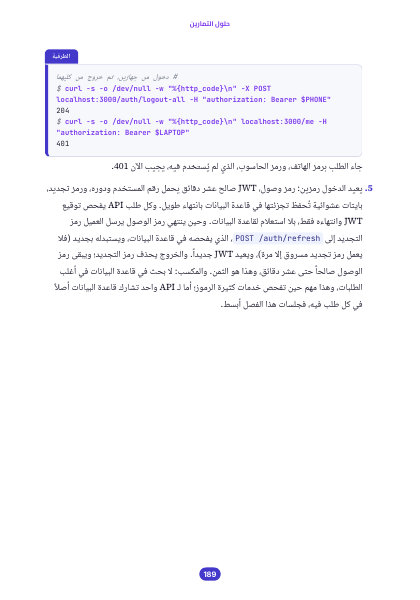 حلول التمارين
الطرفية
# دخول من جهازين، ثم خروج من كليهما
$ curl -s -o /dev/null -w "%{http_code}\n" -X POST
localhost:3000/auth/logout-all -H "authorization: Bearer $PHONE"
204
$ curl -s -o /dev/null -w "%{http_code}\n" localhost:3000/me -H
"authorization: Bearer $LAPTOP"
401
جاء الطلب برمز الهاتف، ورمز الحاسوب، الذي لم يُستخدم فيه، يجيب الآن 401.
5. يعيد الدخول رمزين: رمز وصول، JWT صالح عشر دقائق يحمل رقم المستخدم ودوره، ورمز تجديد،
بايتات عشوائية تُحفظ تجزئتها في قاعدة البيانات بانتهاء طويل. وكل طلب API يفحص توقيع
JWT وانتهاءه فقط، بلا استعلام لقاعدة البيانات. وحين ينتهي رمز الوصول يرسل العميل رمز
التجديد إلى POST /auth/refresh، الذي يفحصه في قاعدة البيانات، ويستبدله بجديد (فلا
يعمل رمز تجديد مسروق إلا مرة)، ويعيد JWT جديداً. والخروج يحذف رمز التجديد؛ ويبقى رمز
الوصول صالحاً حتى عشر دقائق، وهذا هو الثمن. والمكسب: لا بحث في قاعدة البيانات في أغلب
الطلبات، وهذا مهم حين تفحص خدمات كثيرة الرموز؛ أما لـ API واحد تشارك قاعدة البيانات أصلاً
في كل طلب فيه، فجلسات هذا الفصل أبسط.
189